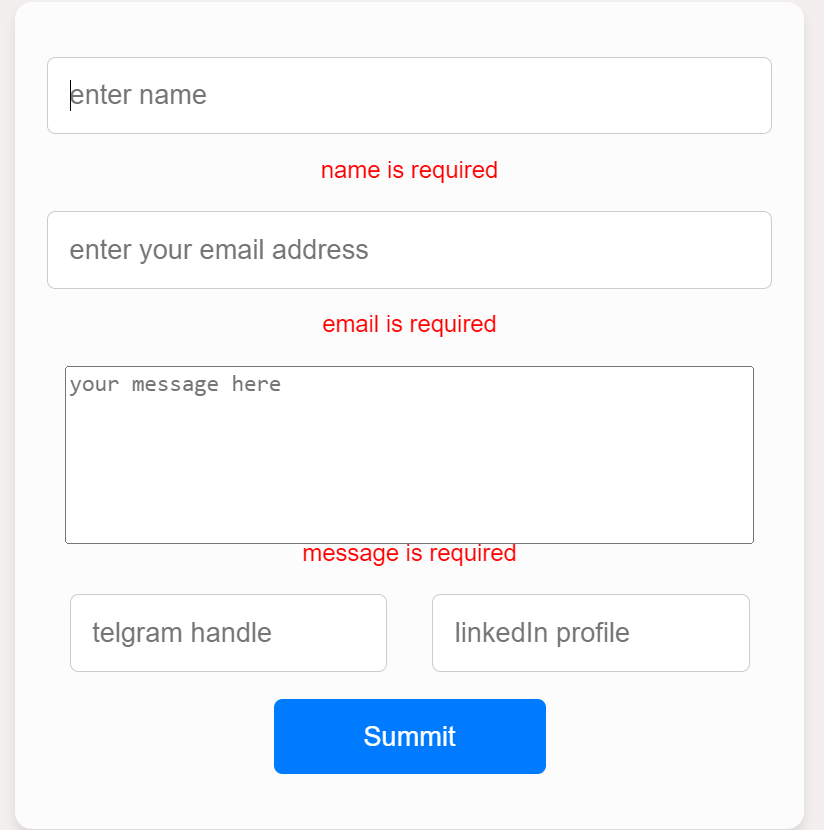 enter name
name is required
enter your email address
email is required
your message here
message is required
telgram handle
linkedIn profile
Summit